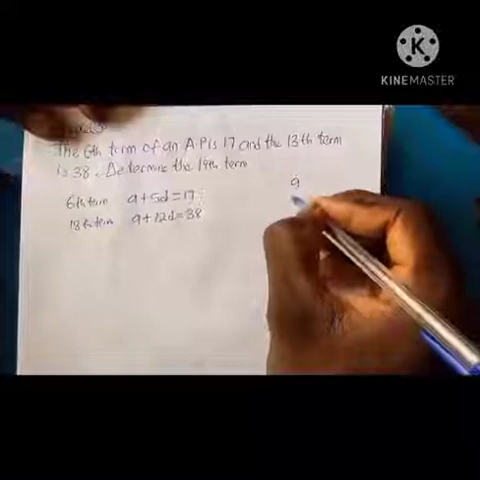 K
KINEMASTER
The 6th term of an A.P is 17 and the 13th term
is 38. Determine the 19th term
6th term a+5d=17
13th term a+12d=38
a